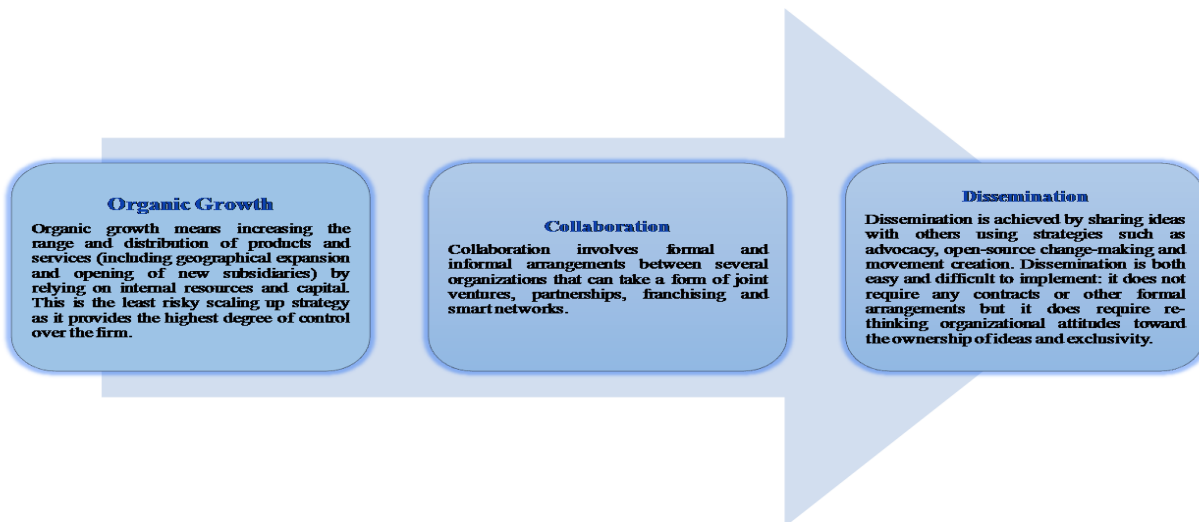 Organic Growth
Organic growth means increasing the
range and distribution of products and
services (including geographical expansion
and opening of new subsidiaries) by
relying on internal resources and capital.
This is the least risky scaling up strategy
as it provides the highest degree of control
over the firm.
Collaboration
Collaboration involves formal and
informal arrangements between several
organizations that can take a form of joint
ventures, partnerships, franchising and
smart networks.
Dissemination
Dissemination is achieved by sharing ideas
with others using strategies such as
advocacy, open-source change-making and
movement creation. Dissemination is both
easy and difficult to implement: it does not
require any contracts or other formal
arrangements but it does require re-
thinking organizational attitudes toward
the ownership of ideas and exclusivity.